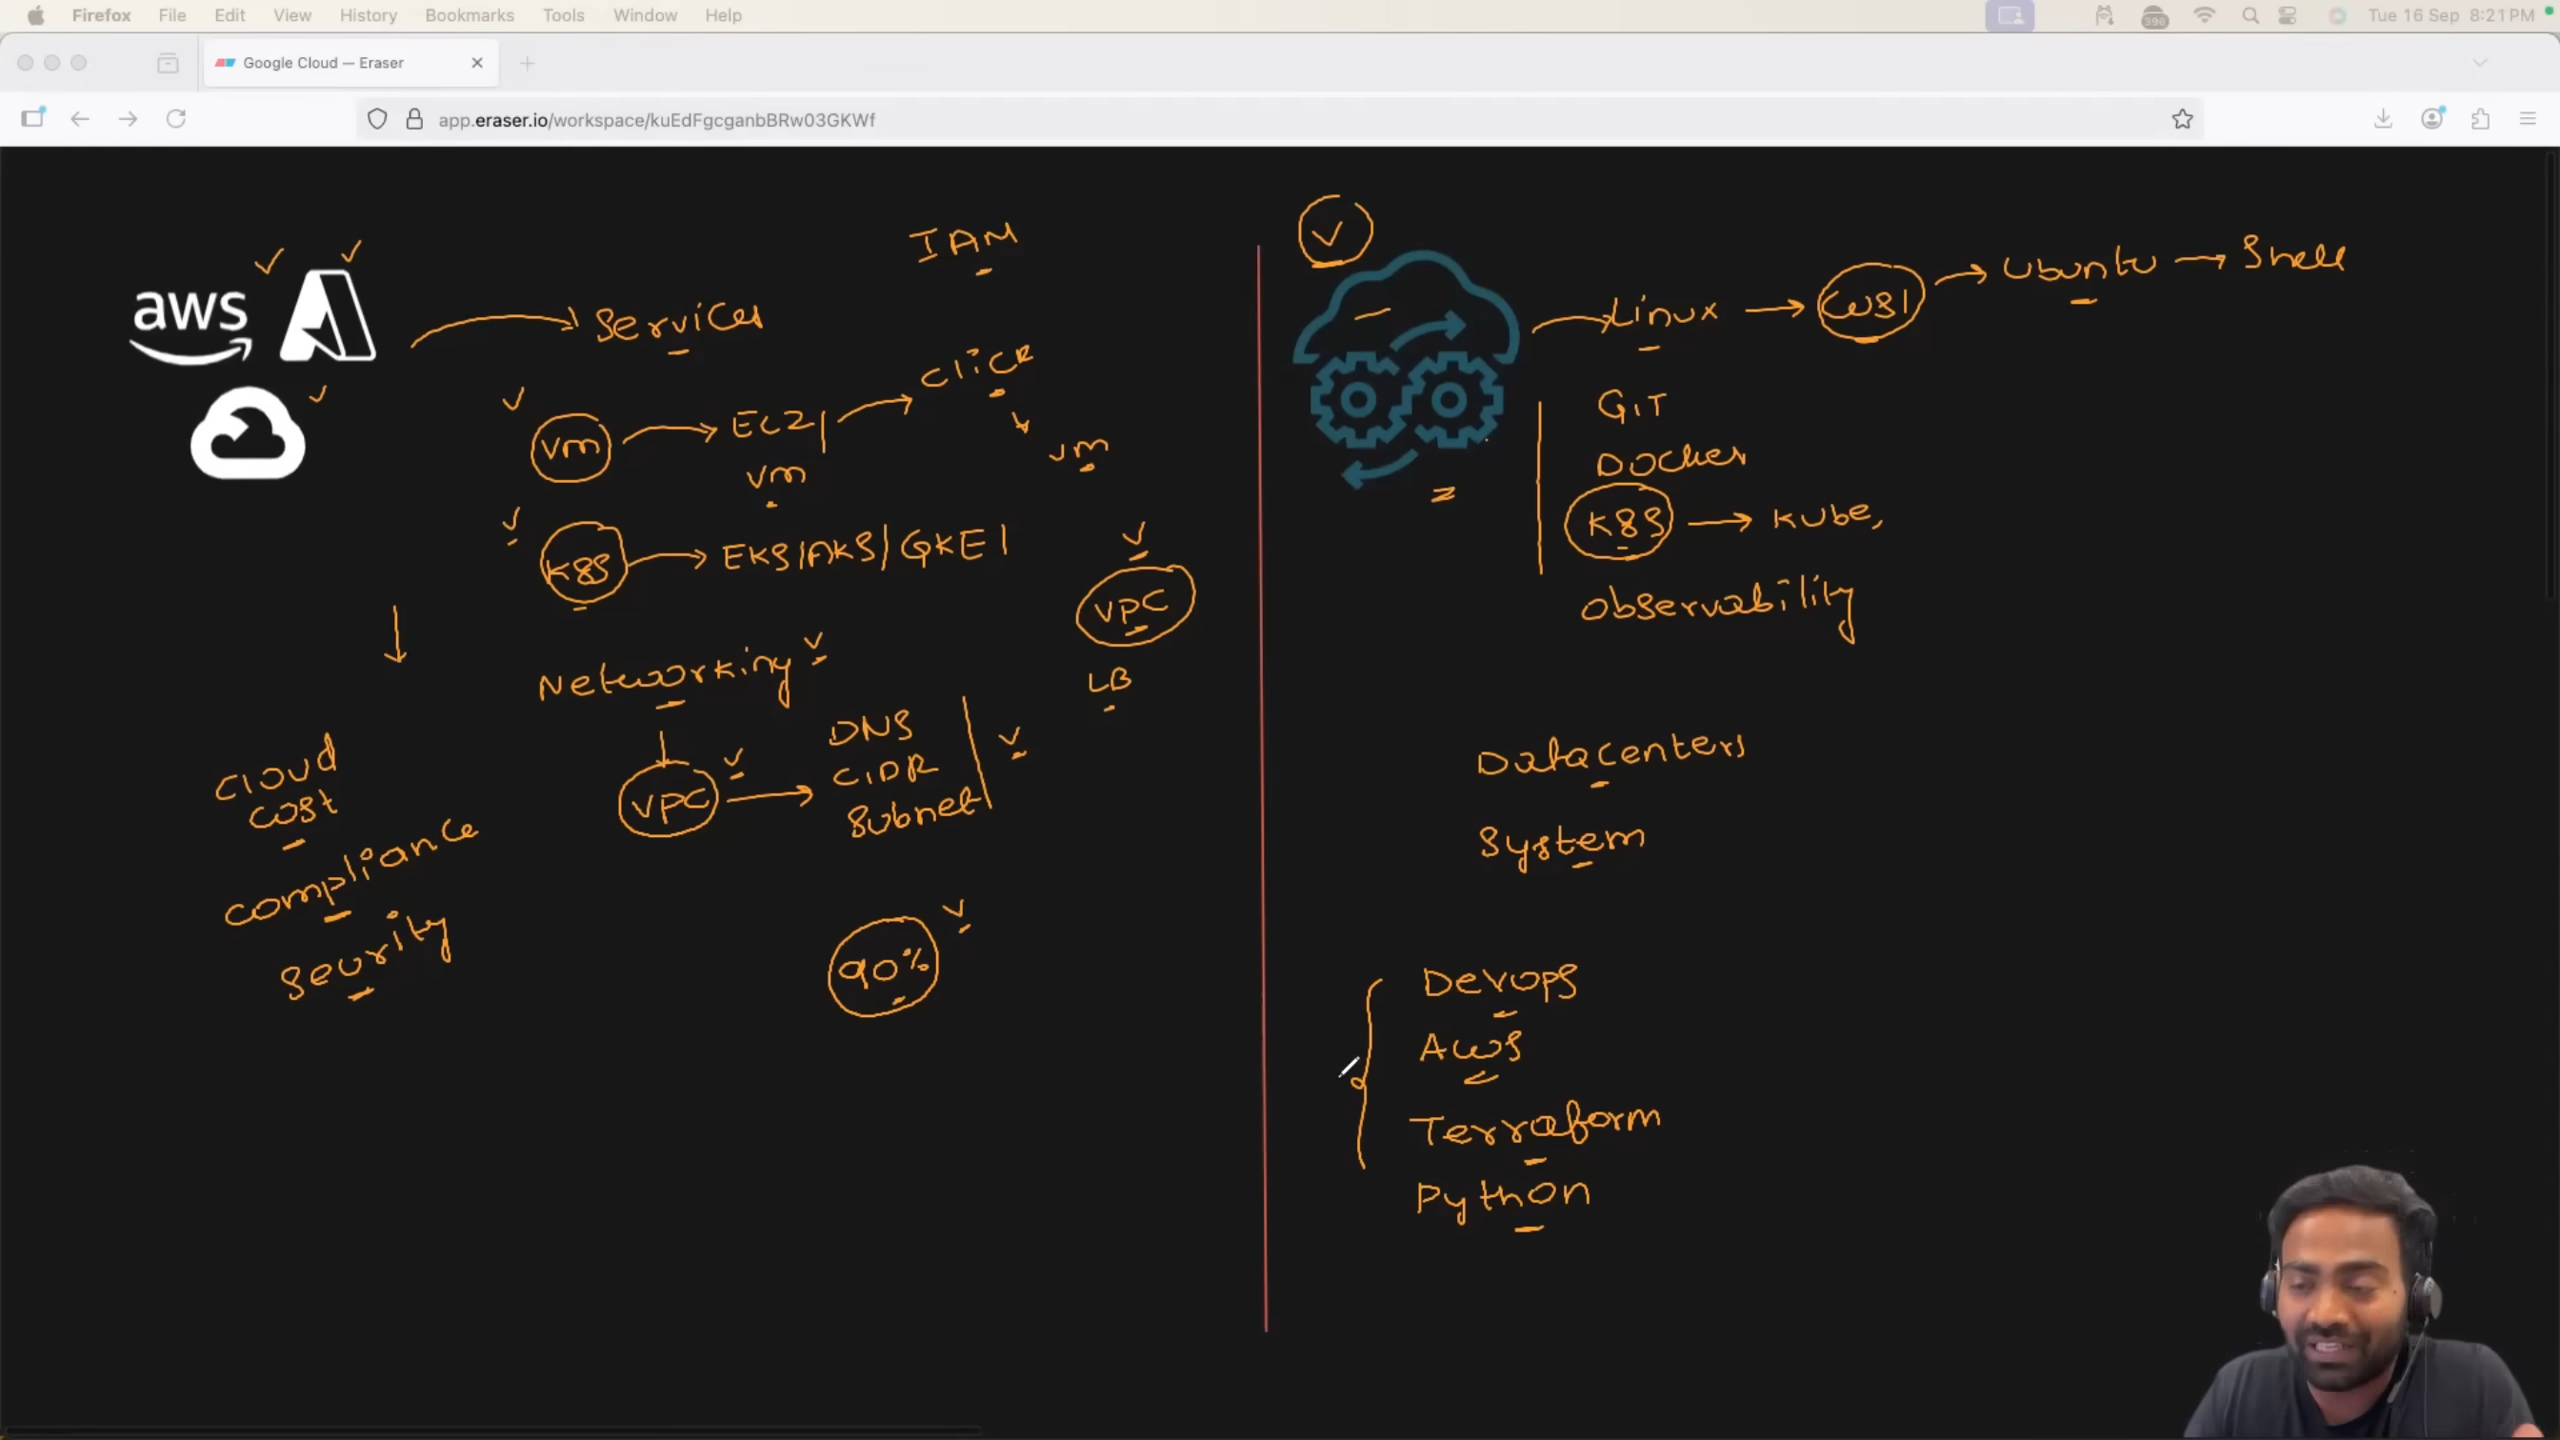 Firefox File Edit View History Bookmarks Tools Window Help
Tue 16 Sep 8:21PM
Google Cloud — Eraser
app.eraser.io/workspace/kuEdFgcganbBRw03GKWf
aws
Services
IAM
VM → EC2 → click
VM
VM
K8S → EKS/AKS/GKE
Networking
VPC
LB
VPC → DNS
CIDR
Subnet
Cloud
Cost
Compliance
Seurity
90%
Linux → WSL → Ubuntu → Shell
GIT
Docker
K8S → Kube,
Observability
Datacenters
System
Devops
AWS
Terraform
Python